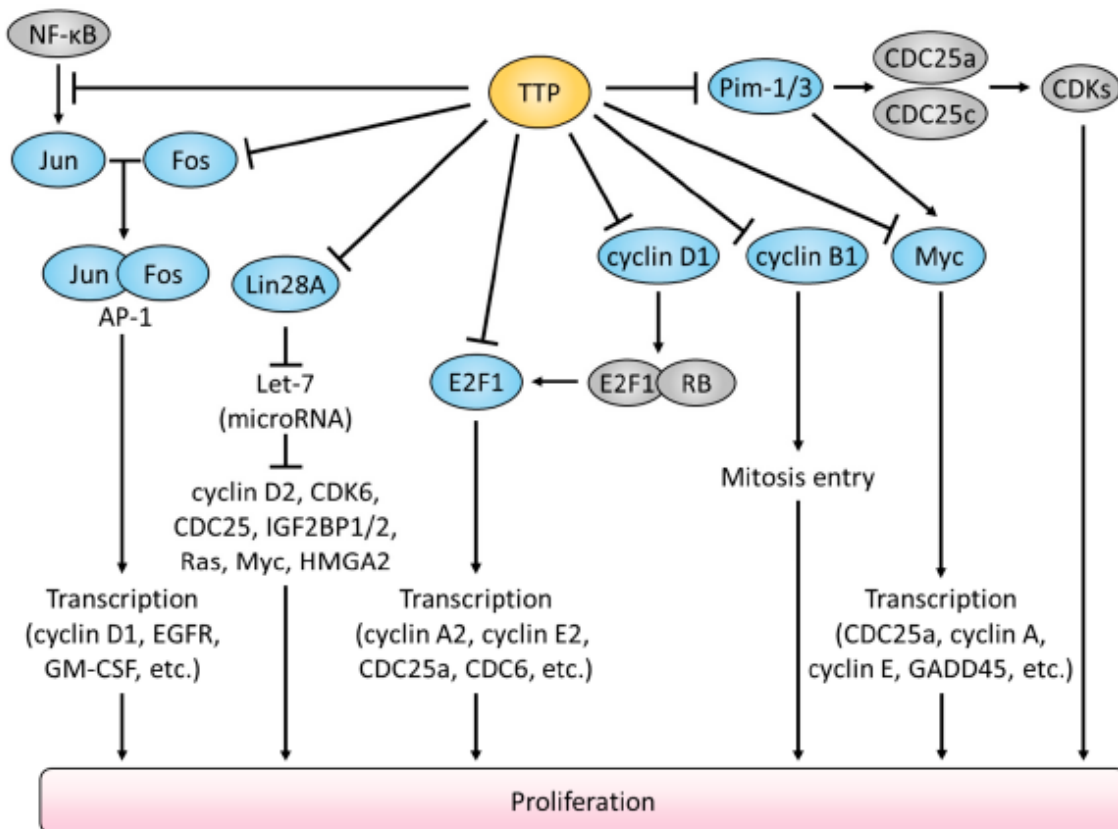 NF-κB
TTP
Pim-1/3
CDC25a
CDC25c
CDKs
Jun
Fos
Jun
Fos
AP-1
Lin28A
cyclin D1
cyclin B1
Myc
Let-7
(microRNA)
E2F1
E2F1
RB
cyclin D2, CDK6,
CDC25, IGF2BP1/2,
Ras, Myc, HMGA2
Mitosis entry
Transcription
(cyclin D1, EGFR,
GM-CSF, etc.)
Transcription
(cyclin A2, cyclin E2,
CDC25a, CDC6, etc.)
Transcription
(CDC25a, cyclin A,
cyclin E, GADD45, etc.)
Proliferation